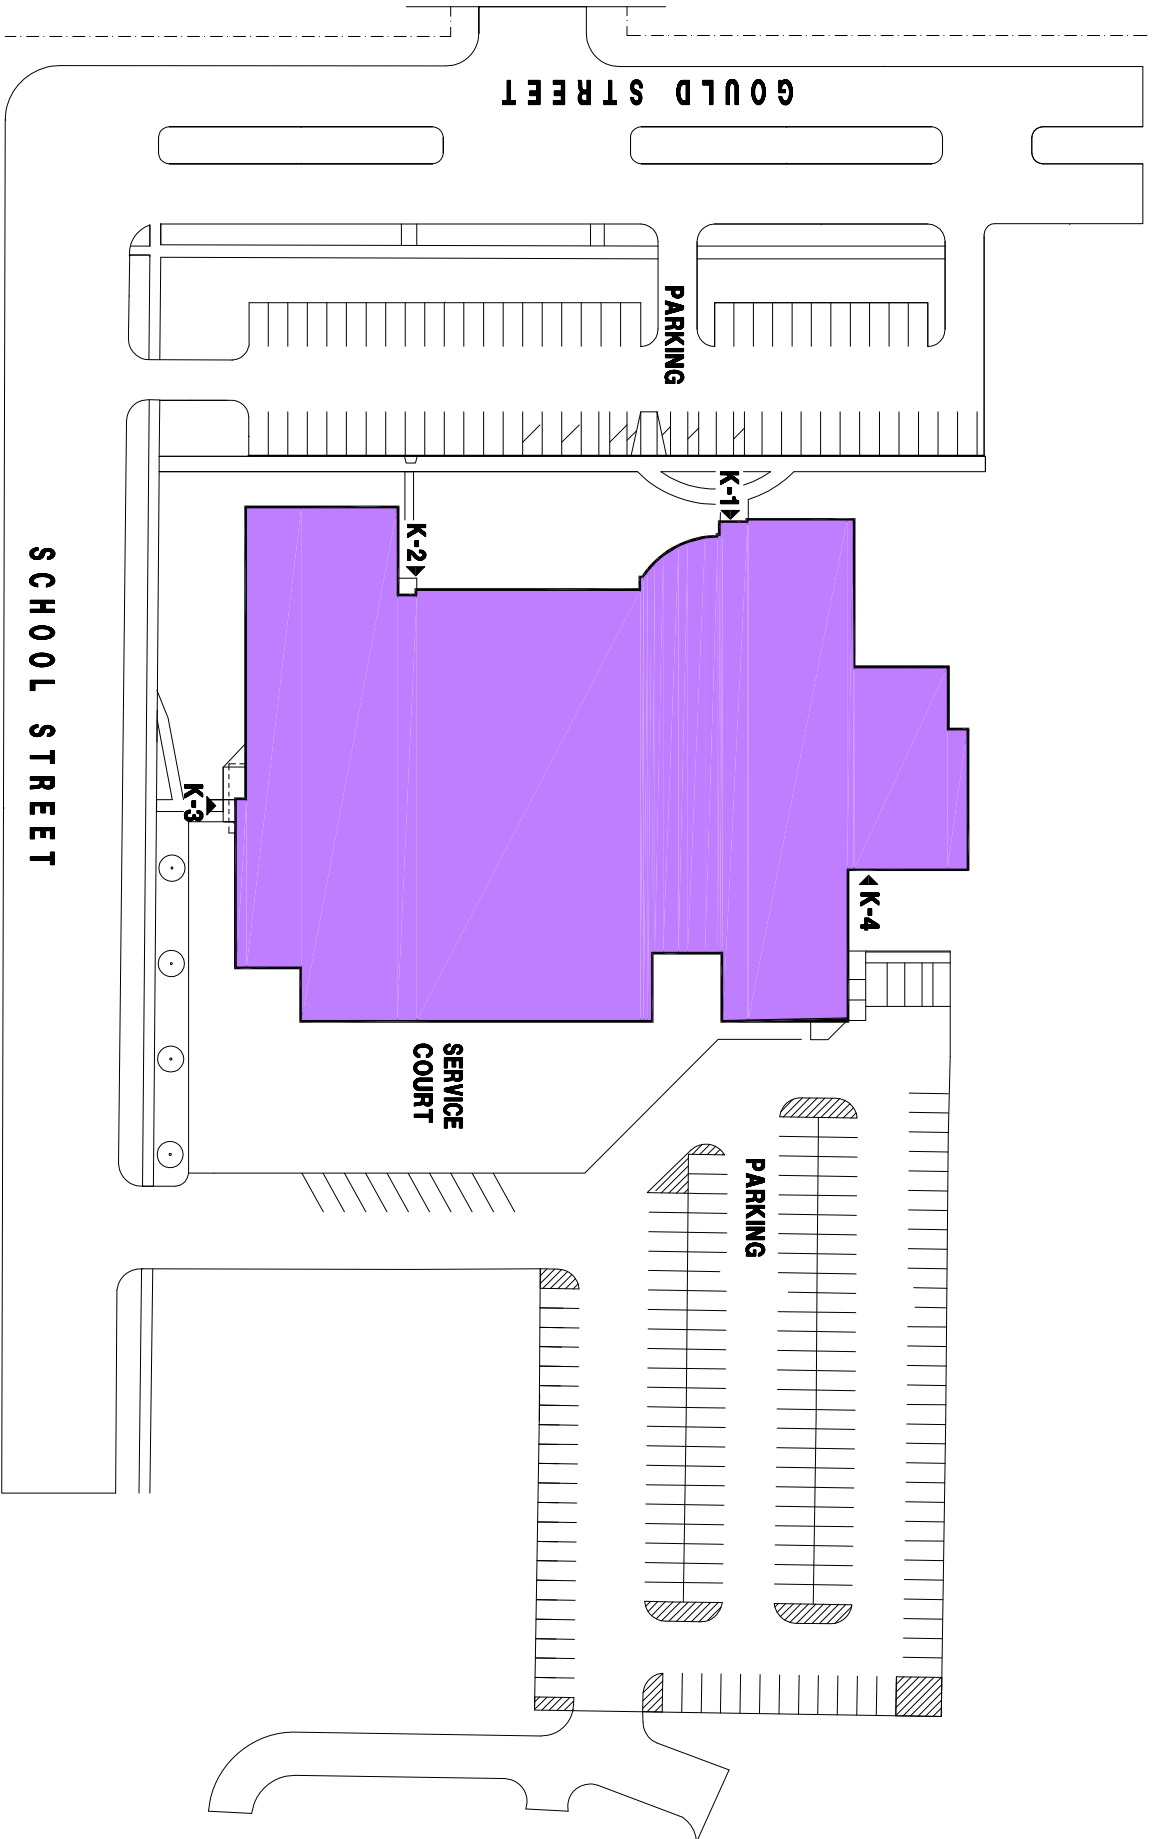 GOULD STREET
PARKING
K-1
K-2
SCHOOL STREET
K-3
K-4
SERVICE
COURT
PARKING